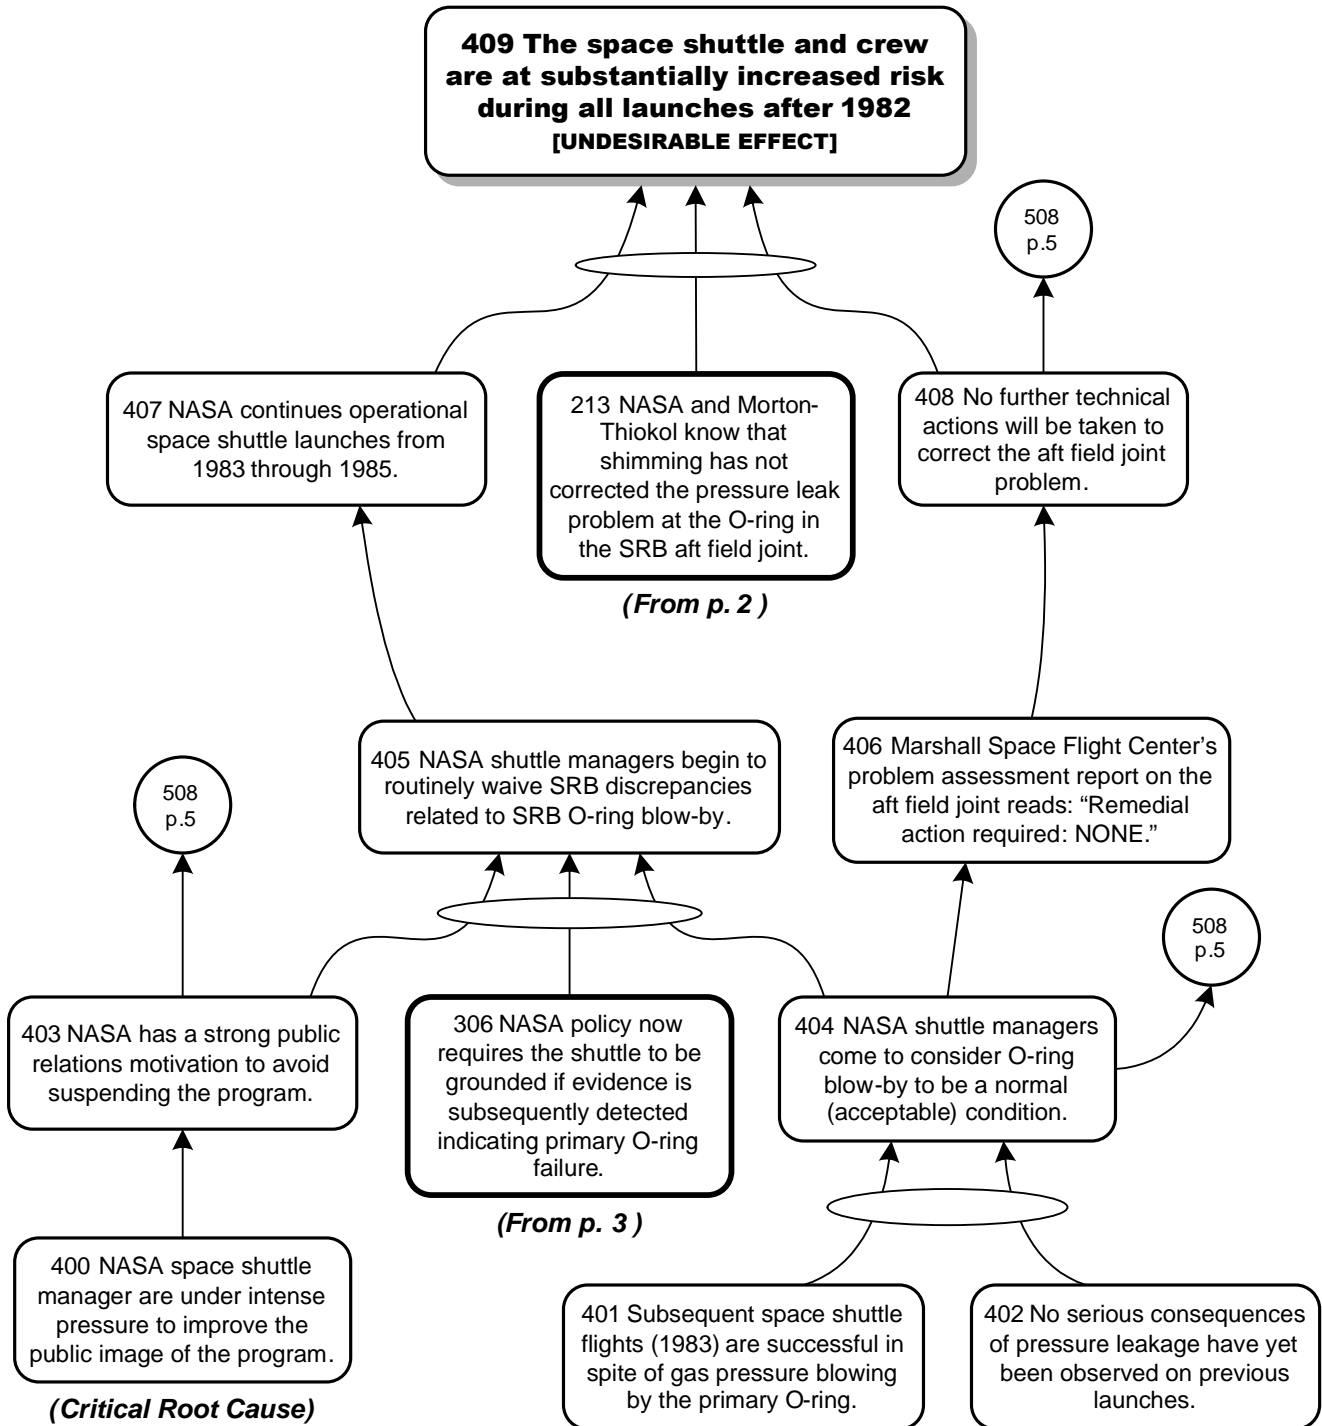 409 The space shuttle and crew
are at substantially increased risk
during all launches after 1982
[UNDESIRABLE EFFECT]
508
p.5
407 NASA continues operational
space shuttle launches from
1983 through 1985.
213 NASA and Morton-
Thiokol know that
shimming has not
corrected the pressure leak
problem at the O-ring in
the SRB aft field joint.
(From p. 2 )
408 No further technical
actions will be taken to
correct the aft field joint
problem.
508
p.5
405 NASA shuttle managers begin to
routinely waive SRB discrepancies
related to SRB O-ring blow-by.
406 Marshall Space Flight Center's
problem assessment report on the
aft field joint reads: “Remedial
action required: NONE.”
508
p.5
403 NASA has a strong public
relations motivation to avoid
suspending the program.
306 NASA policy now
requires the shuttle to be
grounded if evidence is
subsequently detected
indicating primary O-ring
failure.
(From p. 3 )
404 NASA shuttle managers
come to consider O-ring
blow-by to be a normal
(acceptable) condition.
400 NASA space shuttle
manager are under intense
pressure to improve the
public image of the program.
(Critical Root Cause)
401 Subsequent space shuttle
flights (1983) are successful in
spite of gas pressure blowing
by the primary O-ring.
402 No serious consequences
of pressure leakage have yet
been observed on previous
launches.